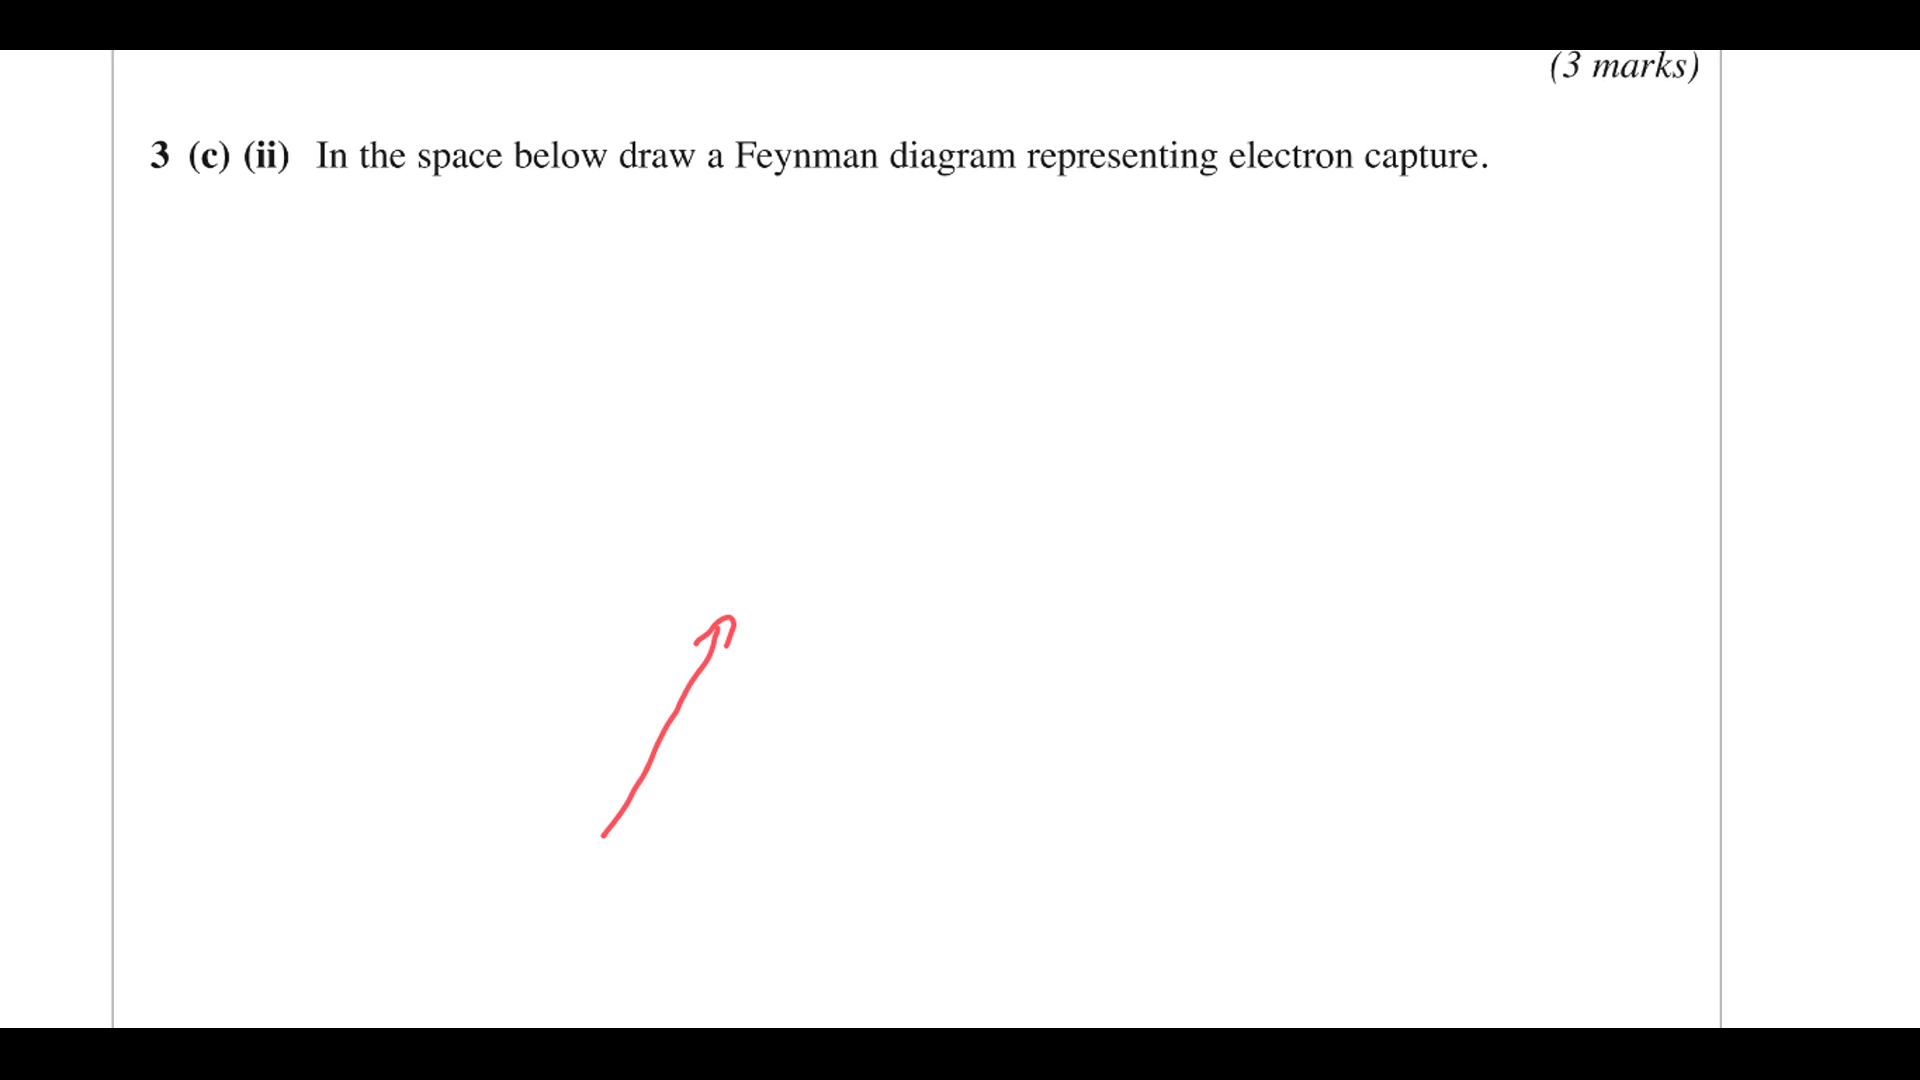 (3 marks)
3 (c) (ii) In the space below draw a Feynman diagram representing electron capture.